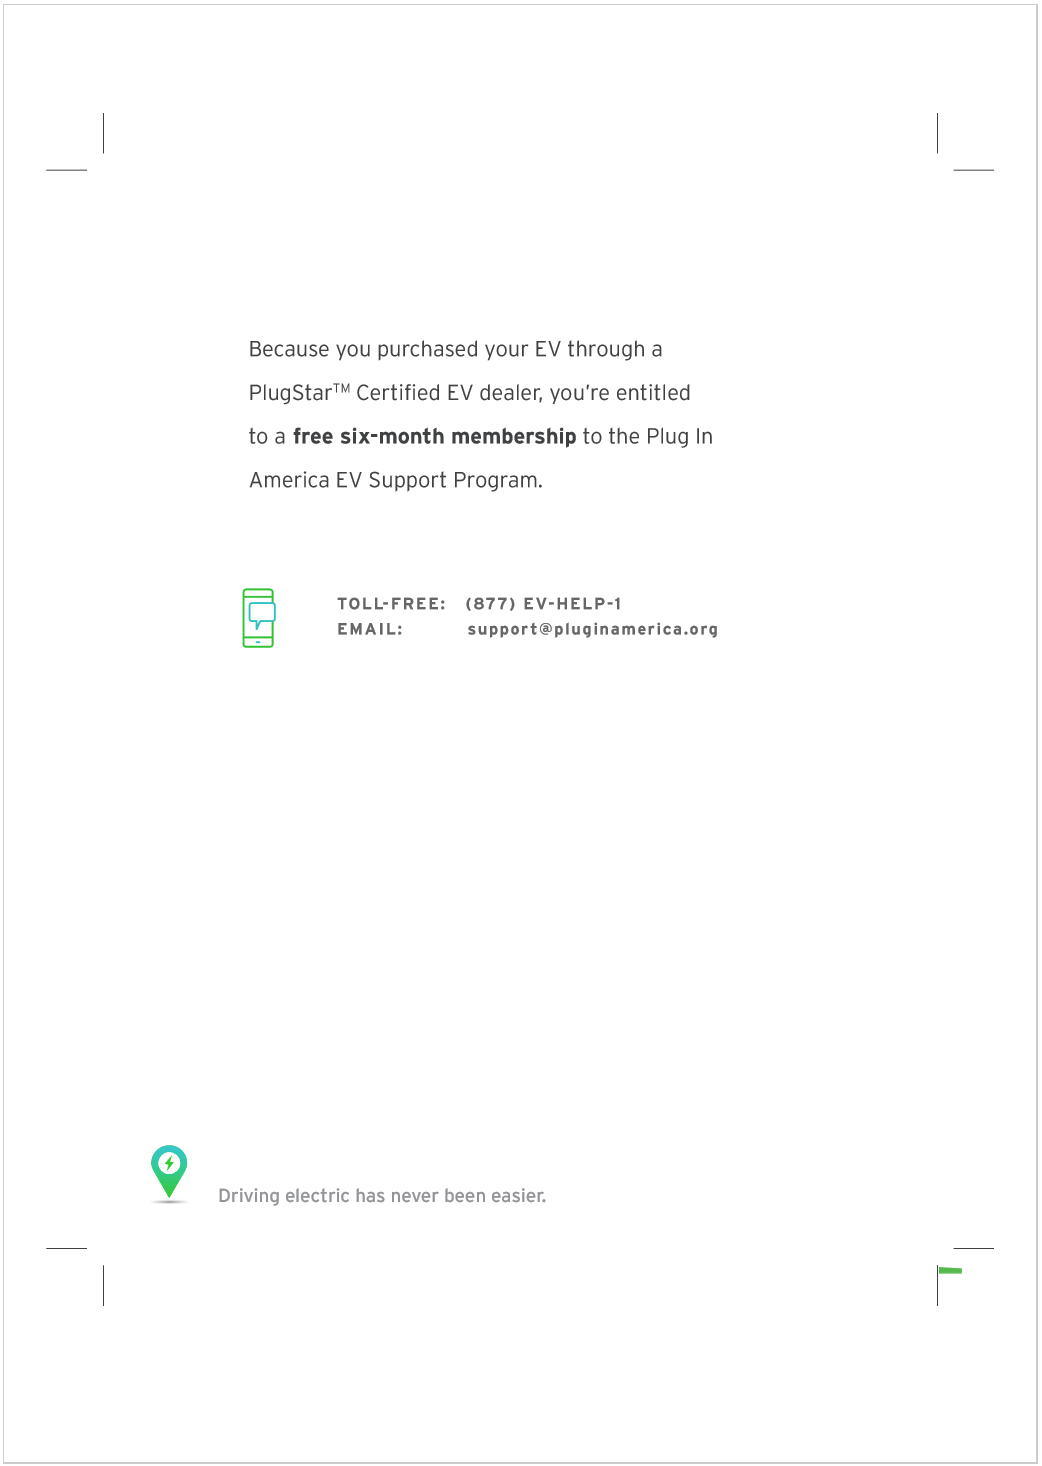 Because you purchased your EV through a
PlugStar™ Certified EV dealer, you’re entitled
to a free six-month membership to the Plug In
America EV Support Program.
TOLL-FREE: (877) EV-HELP-1
EMAIL: support@pluginamerica.org
Driving electric has never been easier.